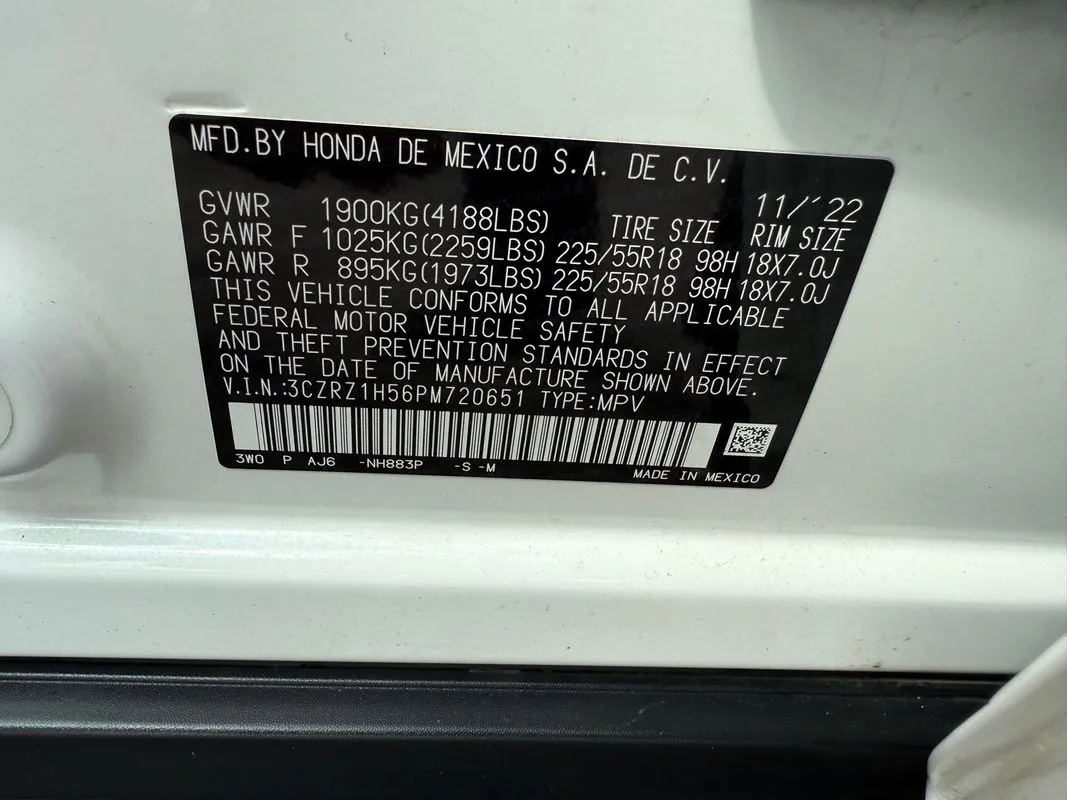 MFD.BY HONDA DE MEXICO S.A. DE C.V.
11/'22
GVWR 1900KG(4188LBS) TIRE SIZE RIM SIZE
GAWR F 1025KG(2259LBS) 225/55R18 98H 18X7.0J
GAWR R 895KG(1973LBS) 225/55R18 98H 18X7.0J
THIS VEHICLE CONFORMS TO ALL APPLICABLE
FEDERAL MOTOR VEHICLE SAFETY
AND THEFT PREVENTION STANDARDS IN EFFECT
ON THE DATE OF MANUFACTURE SHOWN ABOVE.
V.I.N.:3CZRZ1H56PM720651 TYPE:MPV
3WO P AJ6 -NH883P -S -M
MADE IN MEXICO